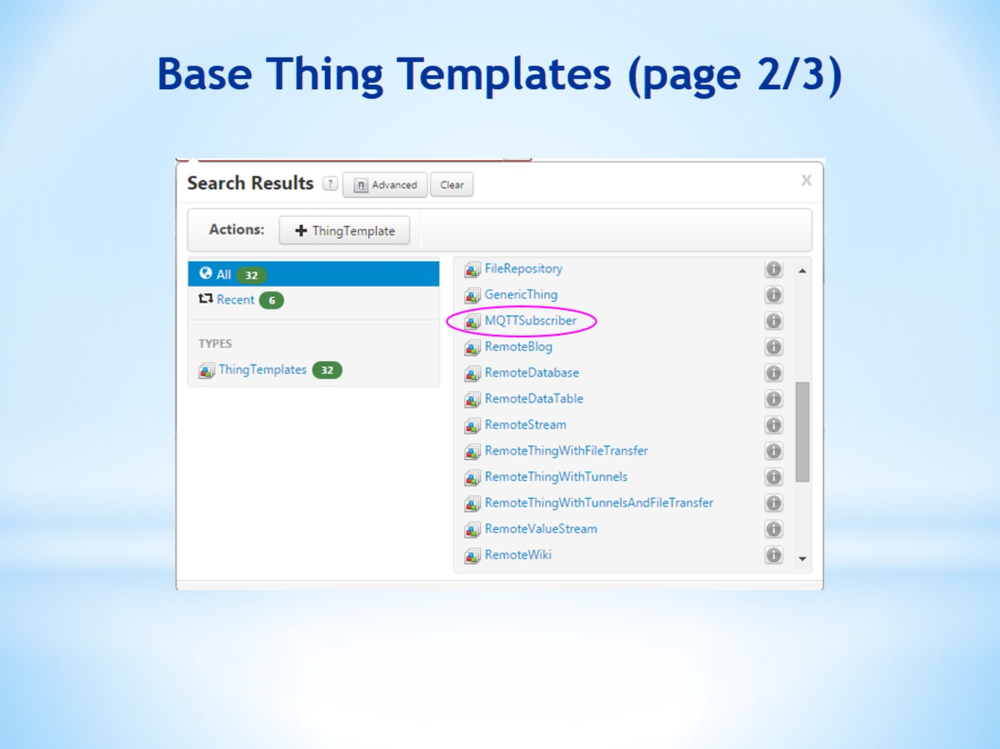 Base Thing Templates (page 2/3)
Search Results ? Advanced Clear X
Actions: + ThingTemplate
All 32
Recent 6
TYPES
ThingTemplates 32
FileRepository
GenericThing
MQTTSubscriber
RemoteBlog
RemoteDatabase
RemoteDataTable
RemoteStream
RemoteThingWithFileTransfer
RemoteThingWithTunnels
RemoteThingWithTunnelsAndFileTransfer
RemoteValueStream
RemoteWiki